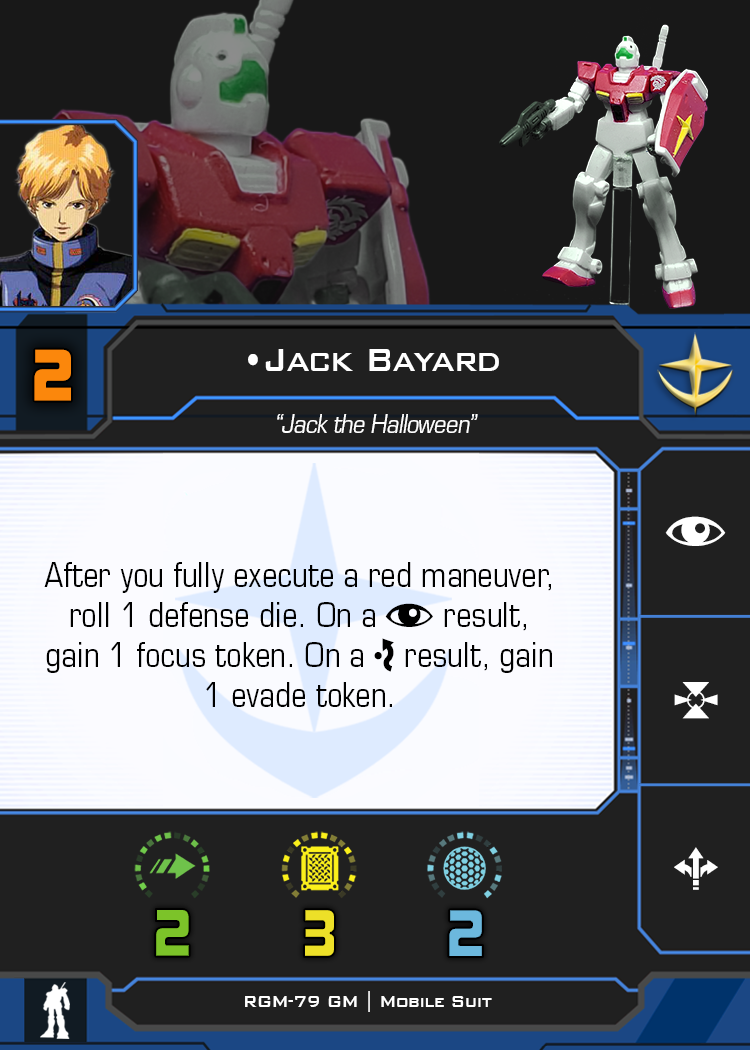 2
•Jack Bayard
“Jack the Halloween”
After you fully execute a red maneuver,
roll 1 defense die. On a result,
gain 1 focus token. On a result, gain
1 evade token.
2 3 2
RGM-79 GM | Mobile Suit